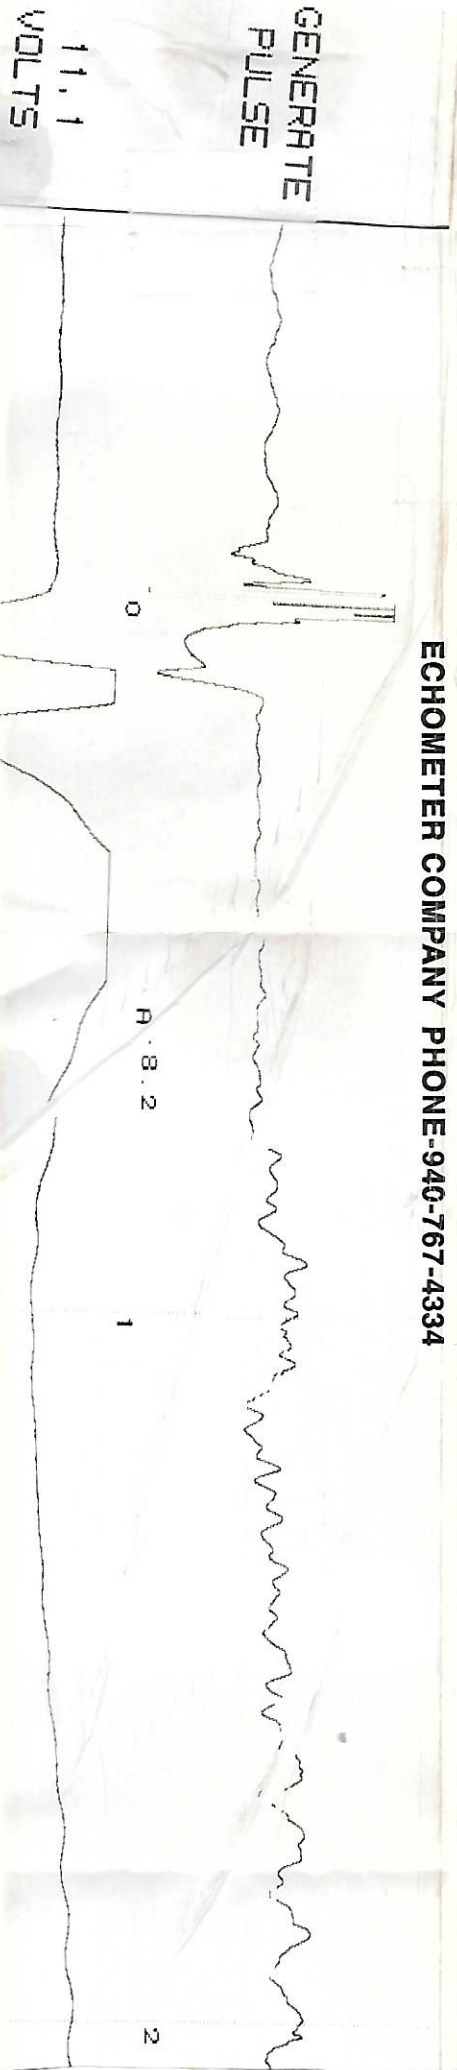 GENERATE
PULSE
11.1
VOLTS
ECHOMETER COMPANY PHONE-940-767-4334
0
A 8.2
1
2